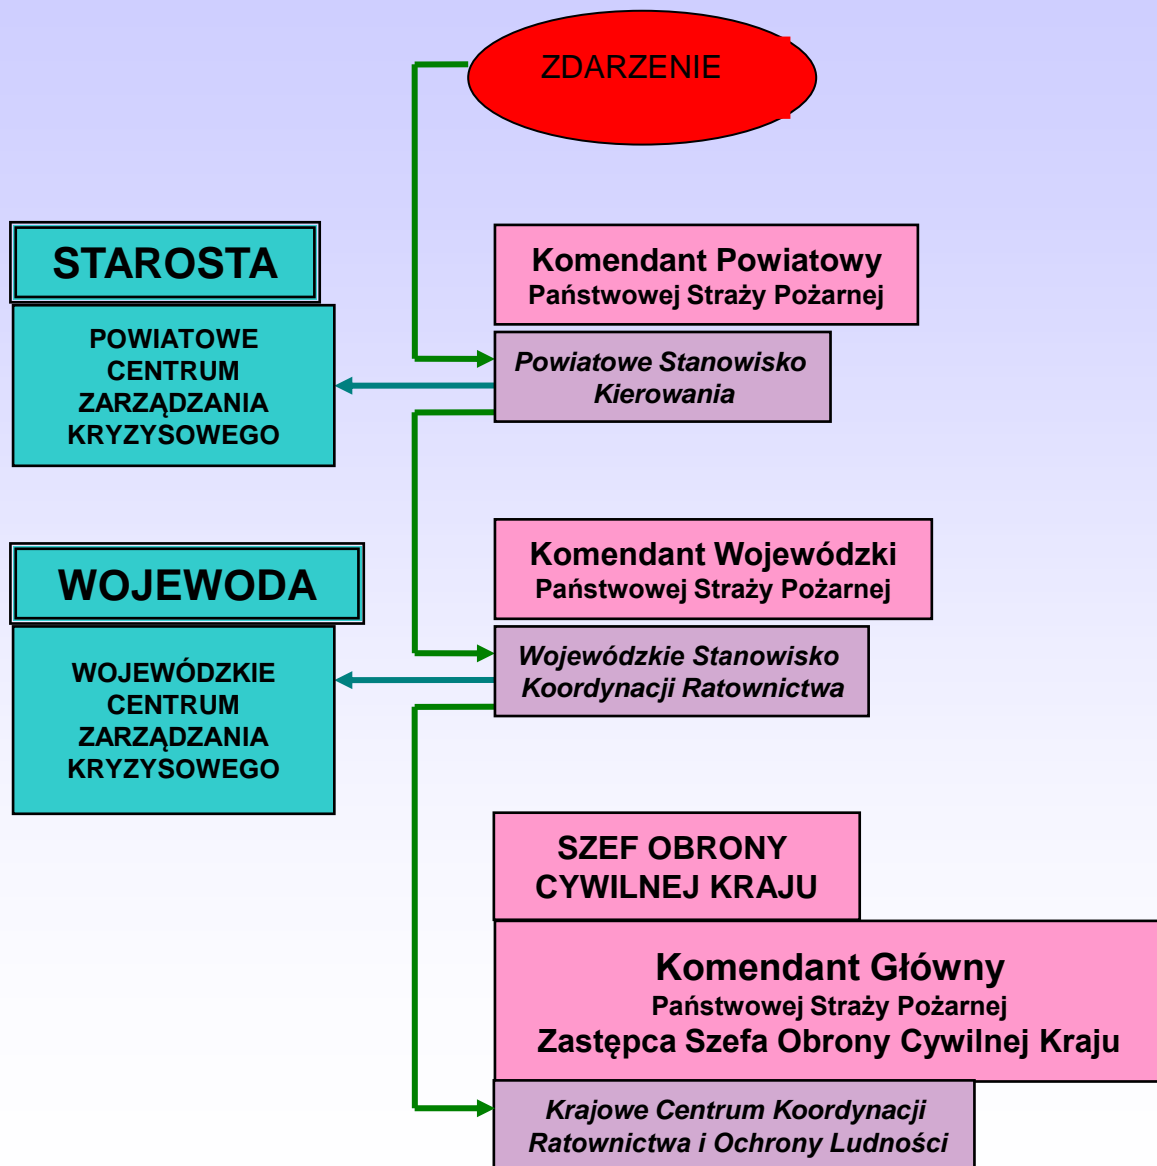 ZDARZENIE
STAROSTA
POWIATOWE
CENTRUM
ZARZĄDZANIA
KRYZYSOWEGO
Komendant Powiatowy
Państwowej Straży Pożarnej
Powiatowe Stanowisko
Kierowania
WOJEWODA
WOJEWÓDZKIE
CENTRUM
ZARZĄDZANIA
KRYZYSOWEGO
Komendant Wojewódzki
Państwowej Straży Pożarnej
Wojewódzkie Stanowisko
Koordynacji Ratownictwa
SZEF OBRONY
CYWILNEJ KRAJU
Komendant Główny
Państwowej Straży Pożarnej
Zastępca Szefa Obrony Cywilnej Kraju
Krajowe Centrum Koordynacji
Ratownictwa i Ochrony Ludności